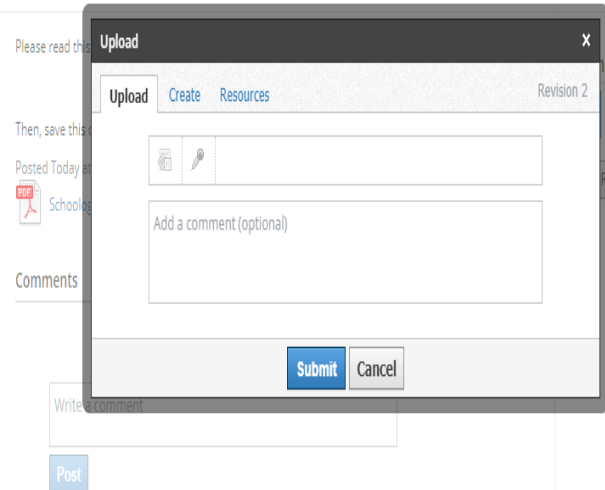 Please read this
Upload
x
Upload Create Resources Revision 2
Then, save this
Posted Today at
PDF
Schoolog
Add a comment (optional)
Comments
Submit Cancel
Write a comment
Post